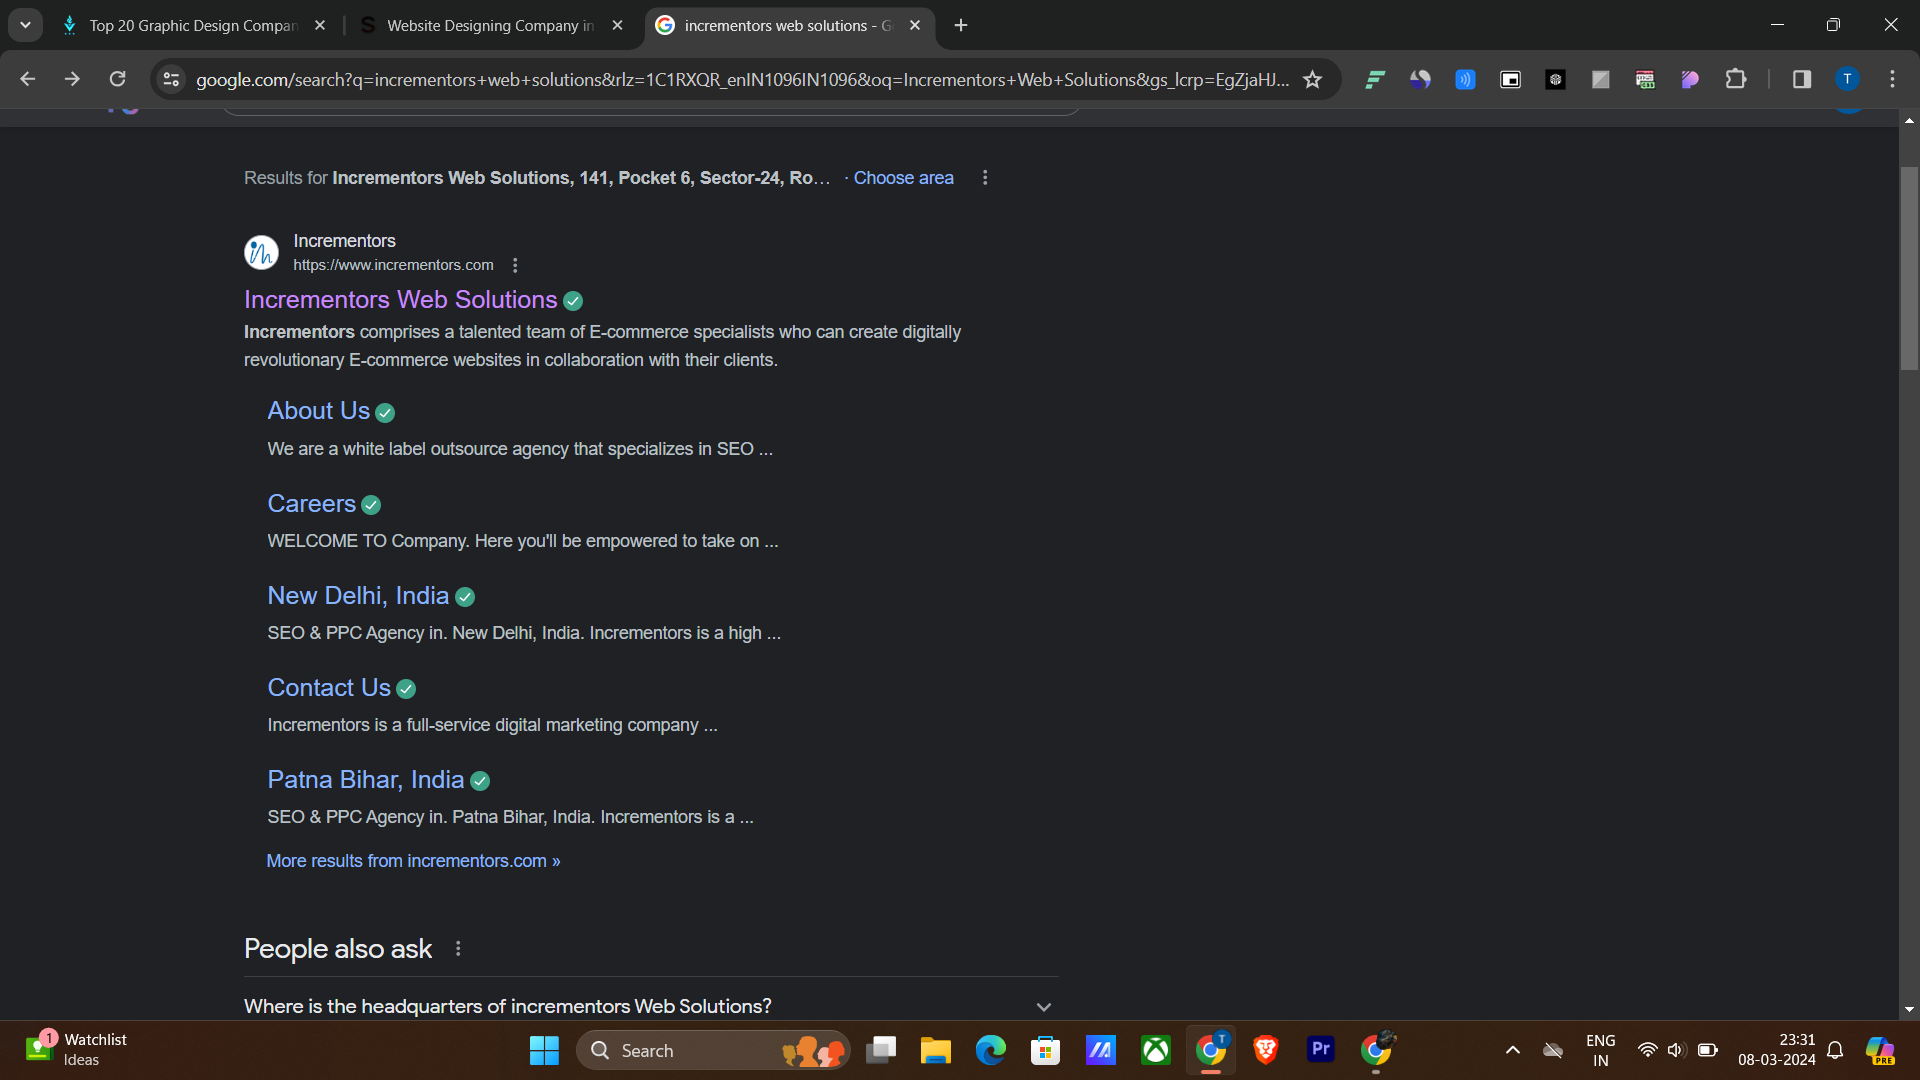 Top 20 Graphic Design Compan
Website Designing Company in
incrementors web solutions - G
google.com/search?q=incrementors+web+solutions&rlz=1C1RXQR_enIN1096IN1096&oq=Incrementors+Web+Solutions&gs_lcrp=EgZjaHJ...
T
Results for Incrementors Web Solutions, 141, Pocket 6, Sector-24, Ro... · Choose area
Incrementors
https://www.incrementors.com
Incrementors Web Solutions
Incrementors comprises a talented team of E-commerce specialists who can create digitally
revolutionary E-commerce websites in collaboration with their clients.
About Us
We are a white label outsource agency that specializes in SEO ...
Careers
WELCOME TO Company. Here you'll be empowered to take on ...
New Delhi, India
SEO & PPC Agency in. New Delhi, India. Incrementors is a high ...
Contact Us
Incrementors is a full-service digital marketing company ...
Patna Bihar, India
SEO & PPC Agency in. Patna Bihar, India. Incrementors is a ...
More results from incrementors.com »
People also ask
Where is the headquarters of incrementors Web Solutions?
1
Watchlist
Ideas
Search
T
Pr
ENG
IN
23:31
08-03-2024
PRE